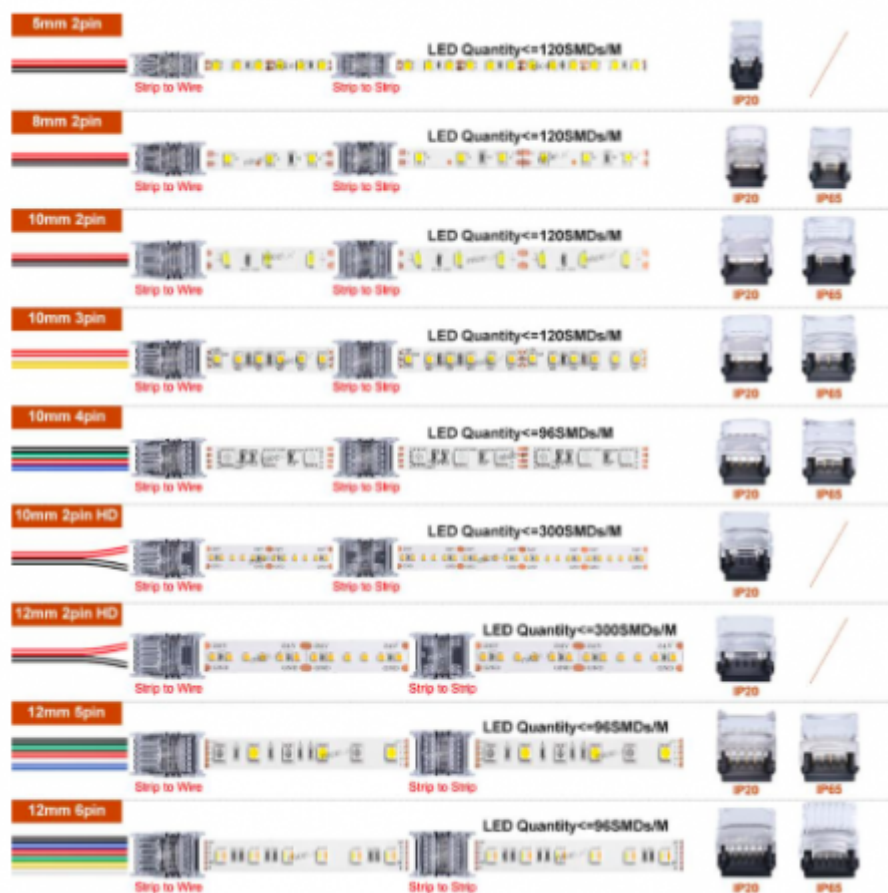 5mm 2pin
LED Quantity<=120SMDs/M
Strip to Wire
Strip to Strip
IP20
8mm 2pin
LED Quantity<=120SMDs/M
Strip to Wire
Strip to Strip
IP20
IP65
10mm 2pin
LED Quantity<=120SMDs/M
Strip to Wire
Strip to Strip
IP20
IP65
10mm 3pin
LED Quantity<=120SMDs/M
Strip to Wire
Strip to Strip
IP20
IP65
10mm 4pin
LED Quantity<=96SMDs/M
Strip to Wire
Strip to Strip
IP20
IP65
10mm 2pin HD
LED Quantity<=300SMDs/M
Strip to Wire
Strip to Strip
IP20
12mm 2pin HD
LED Quantity<=300SMDs/M
Strip to Wire
Strip to Strip
IP20
12mm 5pin
LED Quantity<=96SMDs/M
Strip to Wire
Strip to Strip
IP20
IP65
12mm 6pin
LED Quantity<=96SMDs/M
Strip to Wire
Strip to Strip
IP20
IP65